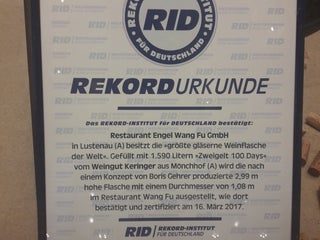 REKORD-INSTITUT
RID
FÜR DEUTSCHLAND
REKORDURKUNDE
Das REKORD-INSTITUT für DEUTSCHLAND bestätigt:
Restaurant Engel Wang Fu GmbH
in Lustenau (A) besitzt die »größte gläserne Weinflasche
der Welt«. Gefüllt mit 1.590 Litern »Zweigelt 100 Days«
vom Weingut Keringer aus Mönchhof (A) wird die nach
einem Konzept von Boris Gehrer produzierte 2,99 m
hohe Flasche mit einem Durchmesser von 1,08 m
im Restaurant Wang Fu ausgestellt, wie dort
bestätigt und zertifiziert am 16. März 2017.
RID REKORD-INSTITUT
FÜR DEUTSCHLAND